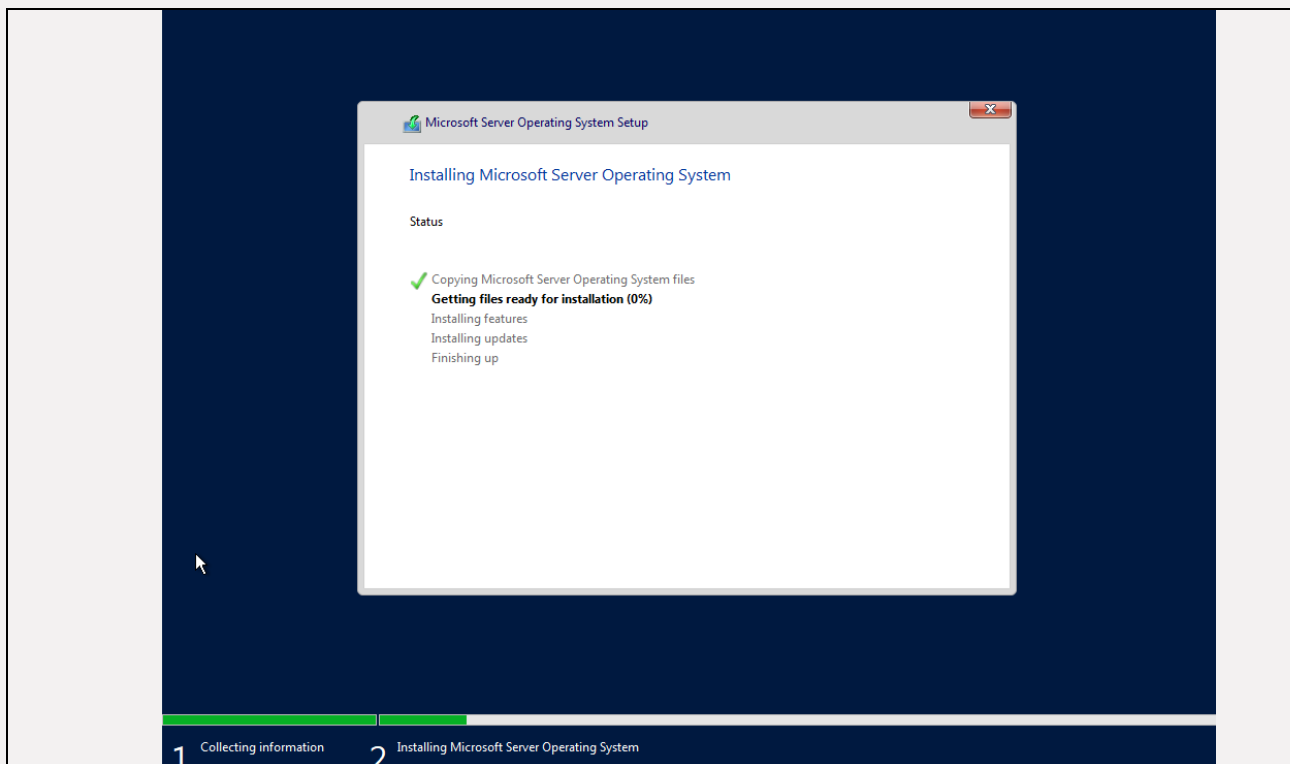 Microsoft Server Operating System Setup
Installing Microsoft Server Operating System
Status
Copying Microsoft Server Operating System files
Getting files ready for installation (0%)
Installing features
Installing updates
Finishing up
1 Collecting information
2 Installing Microsoft Server Operating System